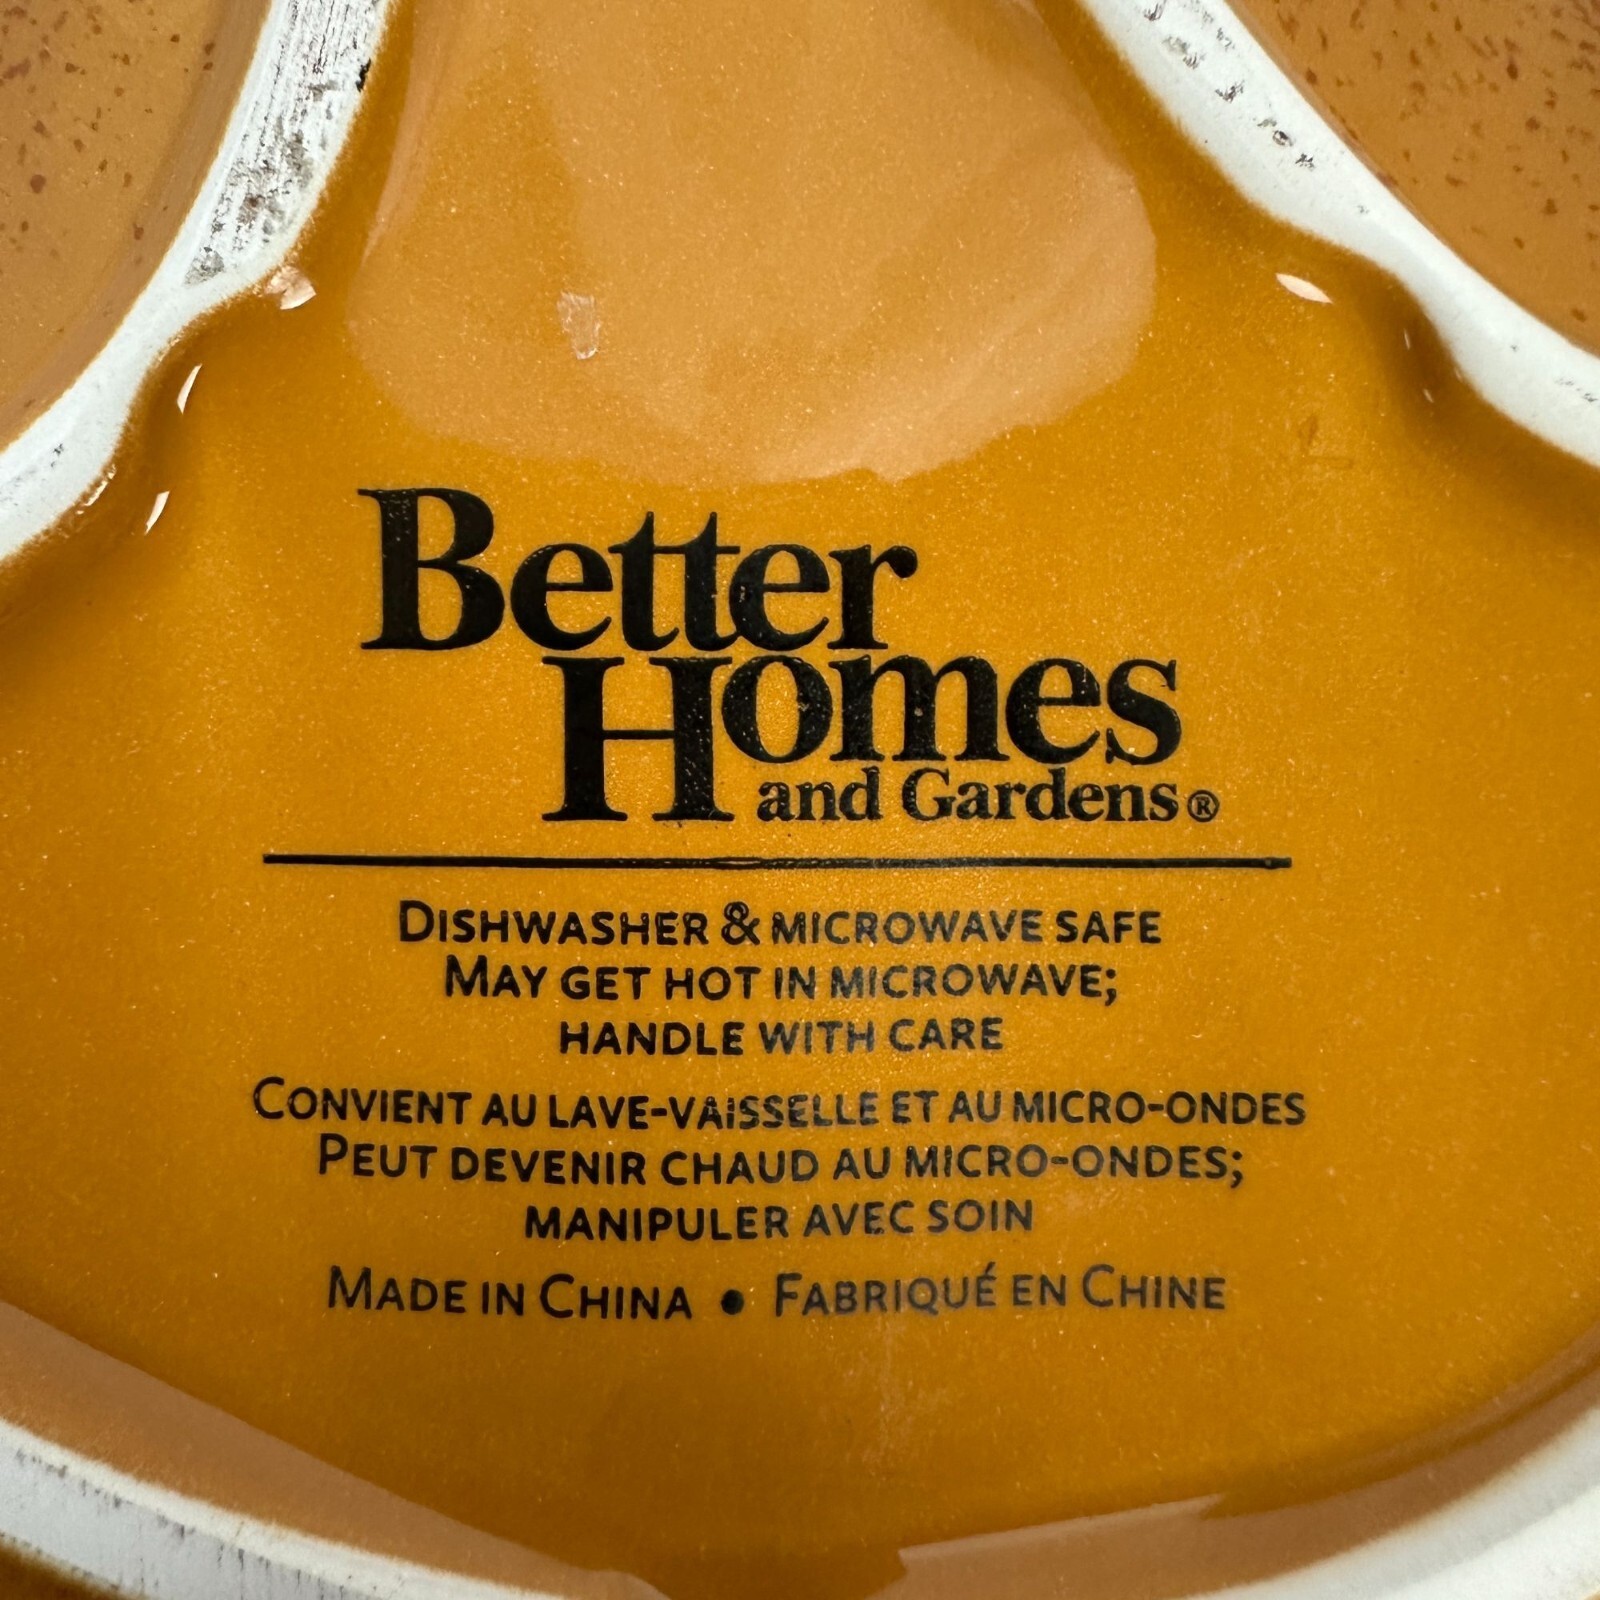 Better
Homes
and Gardens®
DISHWASHER & MICROWAVE SAFE
MAY GET HOT IN MICROWAVE;
HANDLE WITH CARE
CONVIENT AU LAVE-VAISSELLE ET AU MICRO-ONDES
PEUT DEVENIR CHAUD AU MICRO-ONDES;
MANIPULER AVEC SOIN
MADE IN CHINA • FABRIQUÉ EN CHINE